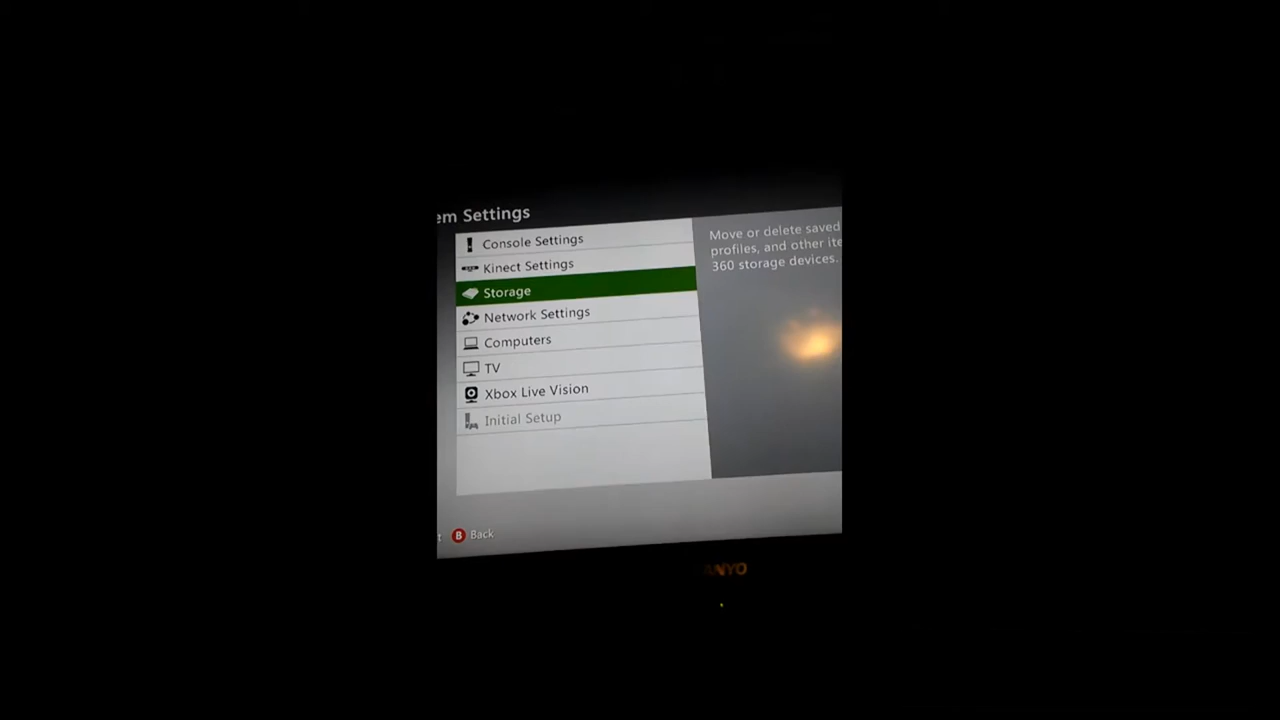 em Settings
Console Settings
Kinect Settings
Storage
Network Settings
Computers
TV
Xbox Live Vision
Initial Setup
Move or delete saved
profiles, and other ite
360 storage devices.
t B Back
ANYO